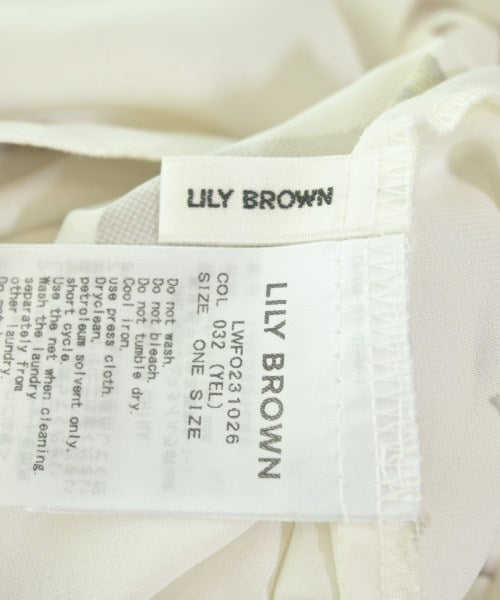 LILY BROWN
LILY BROWN
LWFO231026
COL 032 (YEL)
SIZE ONE SIZE
Do not wash.
Do not bleach.
Do not tumble dry.
Cool iron.
use press cloth.
Dryclean,
petroleum solvent only.
short cycle.
Use the net when cleaning.
Wash the laundry
separately from
other laundry.